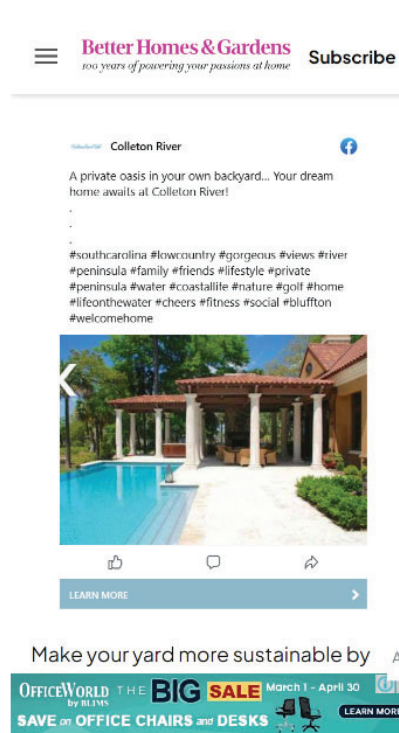 Better Homes & Gardens
100 years of powering your passions at home
Subscribe
Colleton River
A private oasis in your own backyard... Your dream
home awaits at Colleton River!
.
.
.
#southcarolina #lowcountry #gorgeous #views #river
#peninsula #family #friends #lifestyle #private
#peninsula #water #coastallife #nature #golf #home
#lifeonthewater #cheers #fitness #social #bluffton
#welcomehome
LEARN MORE
Make your yard more sustainable by
OFFICEWORLD THE BIG SALE March 1 - April 30
by BLIMS
SAVE on OFFICE CHAIRS and DESKS
LEARN MORE